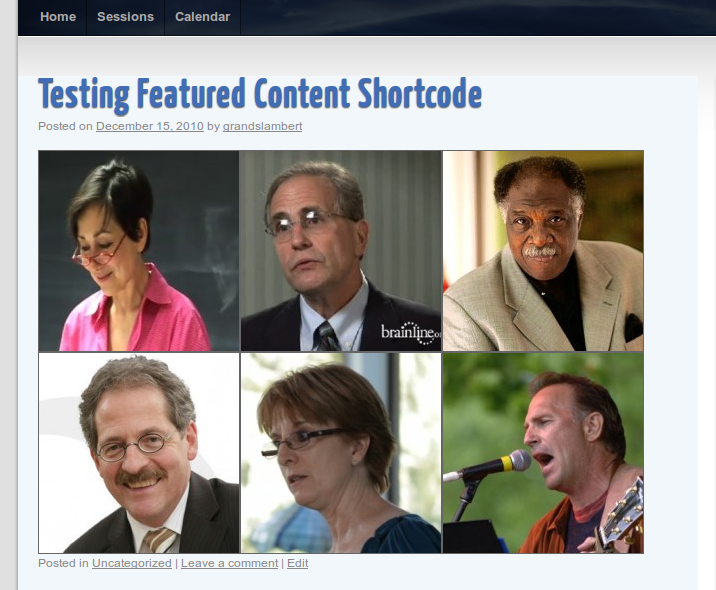 Home Sessions Calendar
Testing Featured Content Shortcode
Posted on December 15, 2010 by grandslambert
brainline.o
Posted in Uncategorized | Leave a comment | Edit